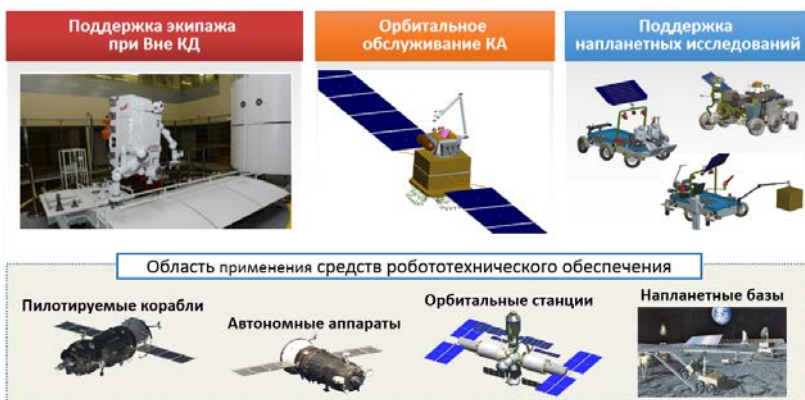 Поддержка экипажа
при Вне КД
Орбитальное
обслуживание КА
Поддержка
напланетных исследований
Область применения средств робототехнического обеспечения
Пилотируемые корабли
Автономные аппараты
Орбитальные станции
Напланетные базы